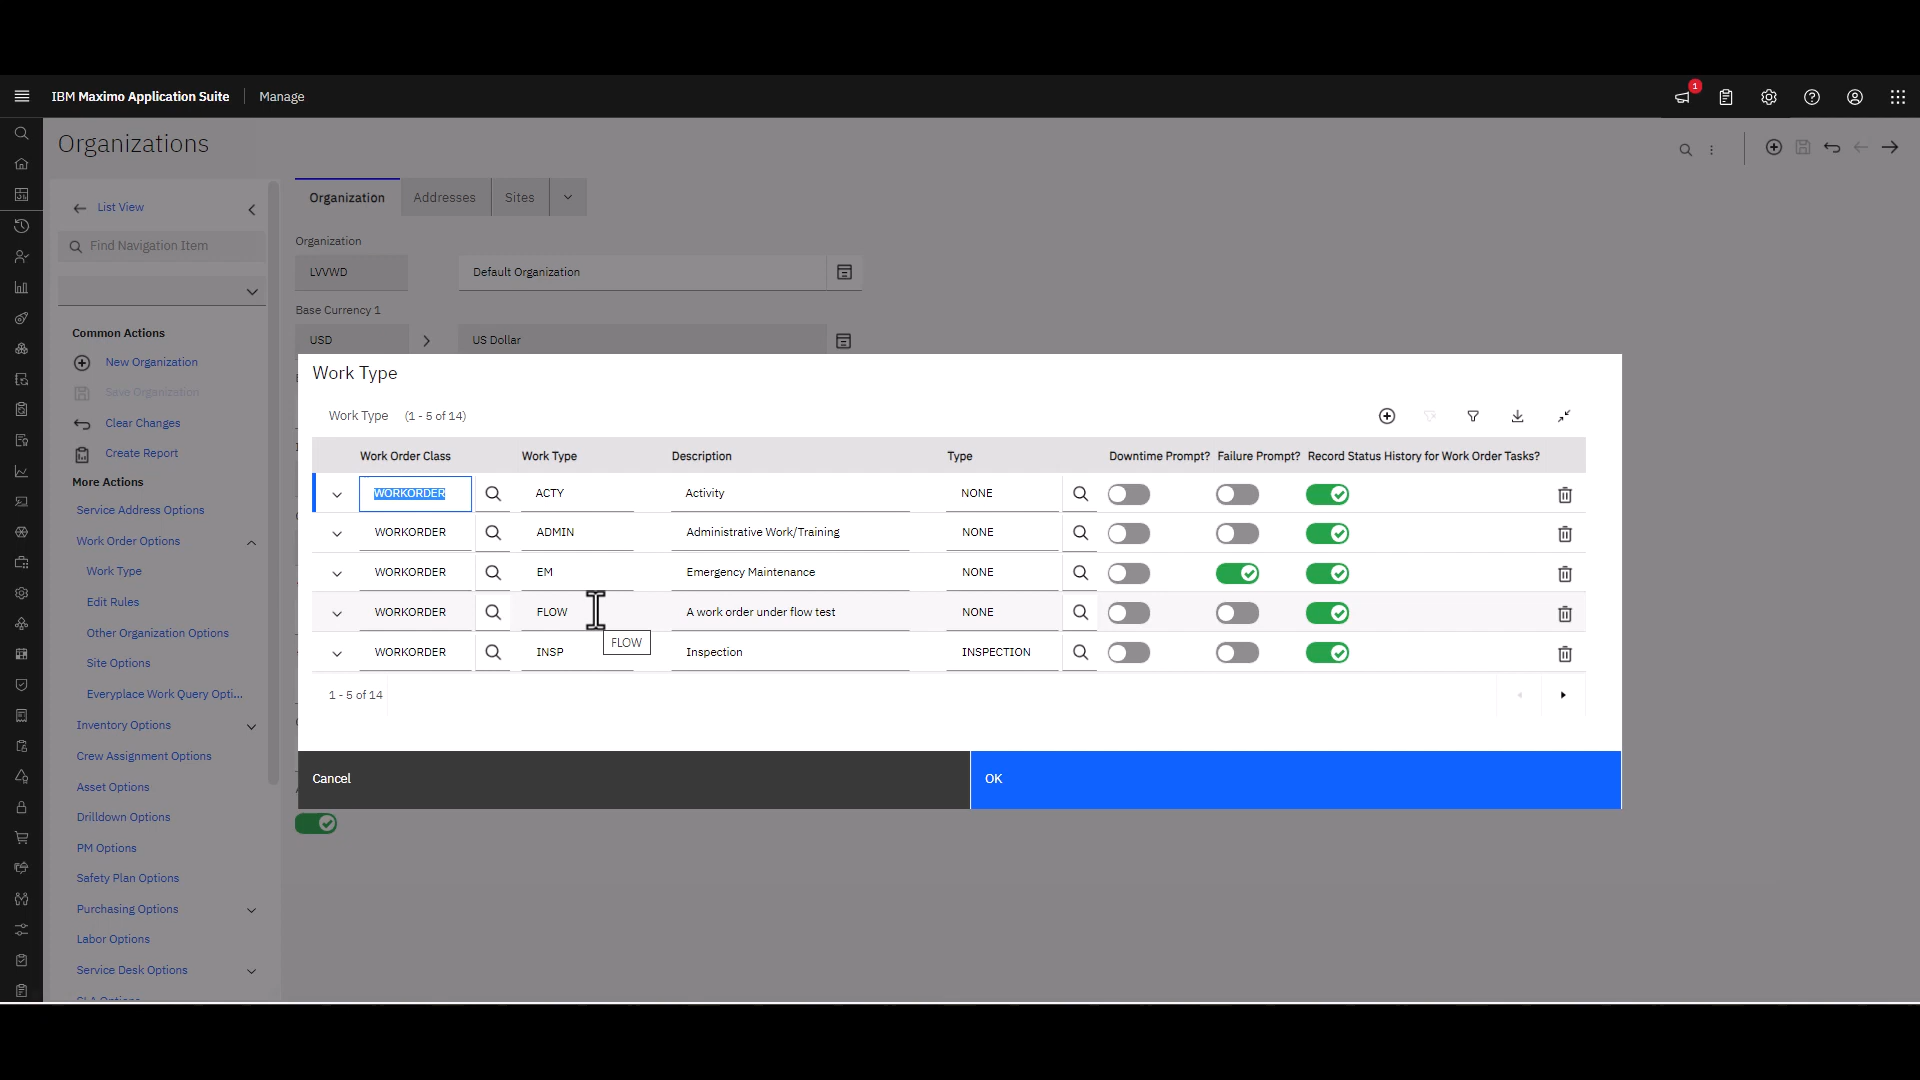 IBM Maximo Application Suite
Manage
1
Organizations
List View
Find Navigation Item
Common Actions
New Organization
Save Organization
Clear Changes
Create Report
More Actions
Service Address Options
Work Order Options
Work Type
Edit Rules
Other Organization Options
Site Options
Everyplace Work Query Opti...
Inventory Options
Crew Assignment Options
Asset Options
Drilldown Options
PM Options
Safety Plan Options
Purchasing Options
Labor Options
Service Desk Options
Organization Addresses Sites
Organization
LVVWD Default Organization
Base Currency 1
USD US Dollar
Work Type
Work Type (1 - 5 of 14)
Work Order Class Work Type Description Type Downtime Prompt? Failure Prompt? Record Status History for Work Order Tasks?
WORKORDER ACTY Activity NONE
WORKORDER ADMIN Administrative Work/Training NONE
WORKORDER EM Emergency Maintenance NONE
WORKORDER FLOW A work order under flow test NONE
FLOW
WORKORDER INSP Inspection INSPECTION
1 - 5 of 14
Cancel OK